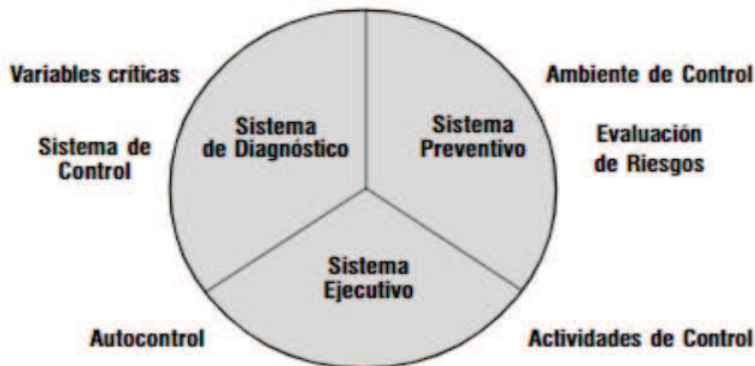 Variables críticas
Ambiente de Control
Sistema
de Diagnóstico
Sistema
Preventivo
Sistema de
Control
Evaluación
de Riesgos
Sistema
Ejecutivo
Autocontrol
Actividades de Control